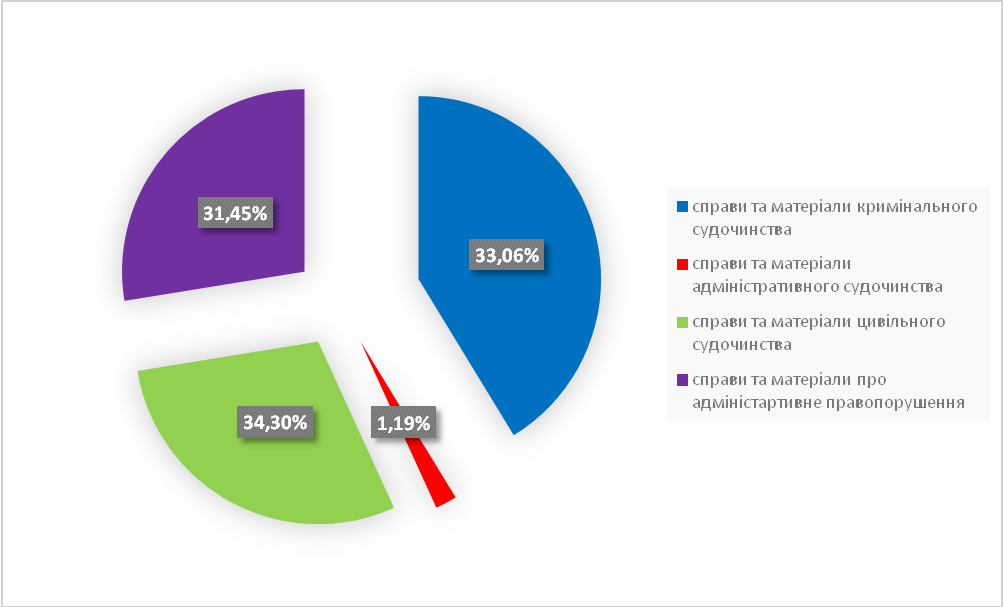 31,45%
33,06%
34,30%
1,19%
справи та матеріали кримінального
судочинства
справи та матеріали
адміністративного судочинства
справи та матеріали цивільного
судочинства
справи та матеріали про
адміністартивне правопорушення